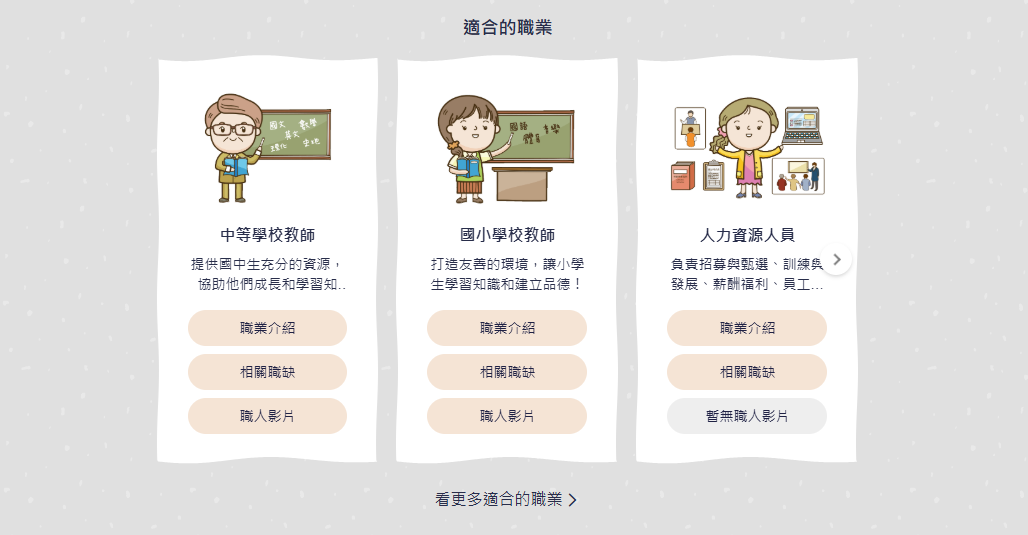 適合的職業
國文
數學
英文
理化
史地
國語
數學
體育
中等學校教師
提供國中生充分的資源，
協助他們成長和學習知..
職業介紹
相關職缺
職人影片
國小學校教師
打造友善的環境，讓小學
生學習知識和建立品德！
職業介紹
相關職缺
職人影片
人力資源人員
負責招募與甄選、訓練與
發展、薪酬福利、員工...
職業介紹
相關職缺
暫無職人影片
看更多適合的職業